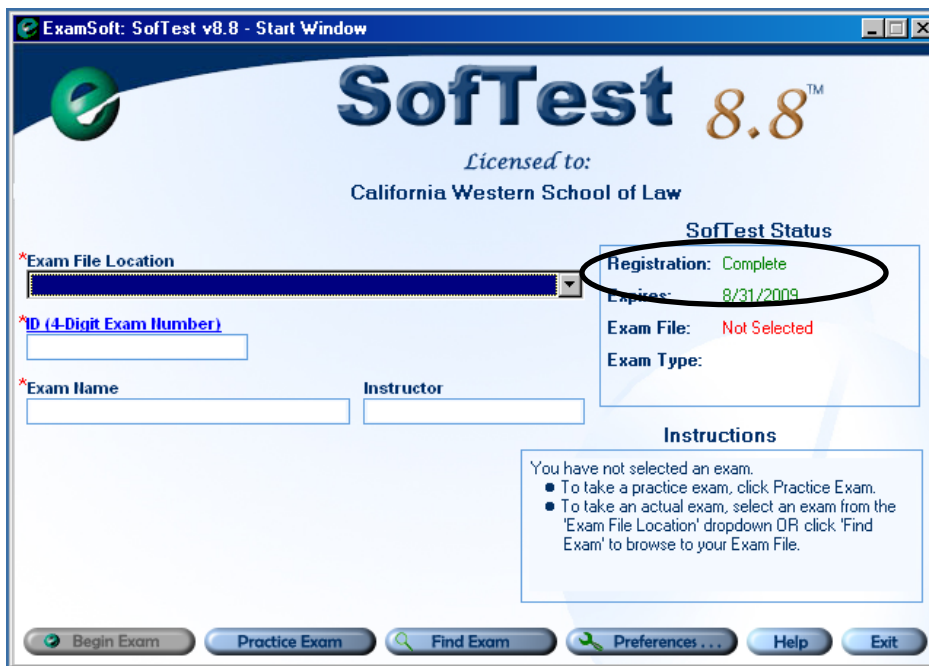 ExamSoft: SofTest v8.8 - Start Window
SofTest 8.8™
Licensed to:
California Western School of Law
SofTest Status
*Exam File Location
Registration: Complete
Expires: 8/31/2009
*ID (4-Digit Exam Number)
Exam File: Not Selected
Exam Type:
*Exam Name Instructor
Instructions
You have not selected an exam.
● To take a practice exam, click Practice Exam.
● To take an actual exam, select an exam from the
'Exam File Location' dropdown OR click 'Find
Exam' to browse to your Exam File.
Begin Exam Practice Exam Find Exam Preferences . . . Help Exit